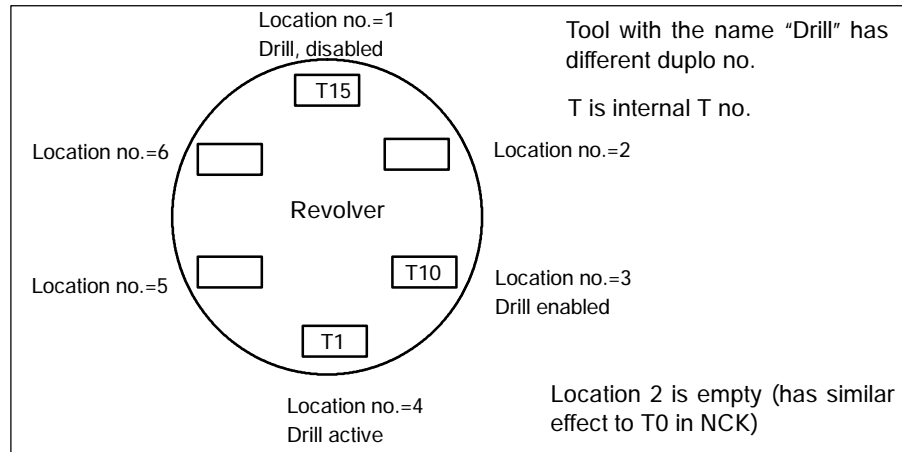 Location no.=1
Drill, disabled
Tool with the name “Drill” has
different duplo no.
T is internal T no.
T15
Location no.=6
Location no.=2
Revolver
Location no.=5
T10
Location no.=3
Drill enabled
T1
Location no.=4
Drill active
Location 2 is empty (has similar
effect to T0 in NCK)